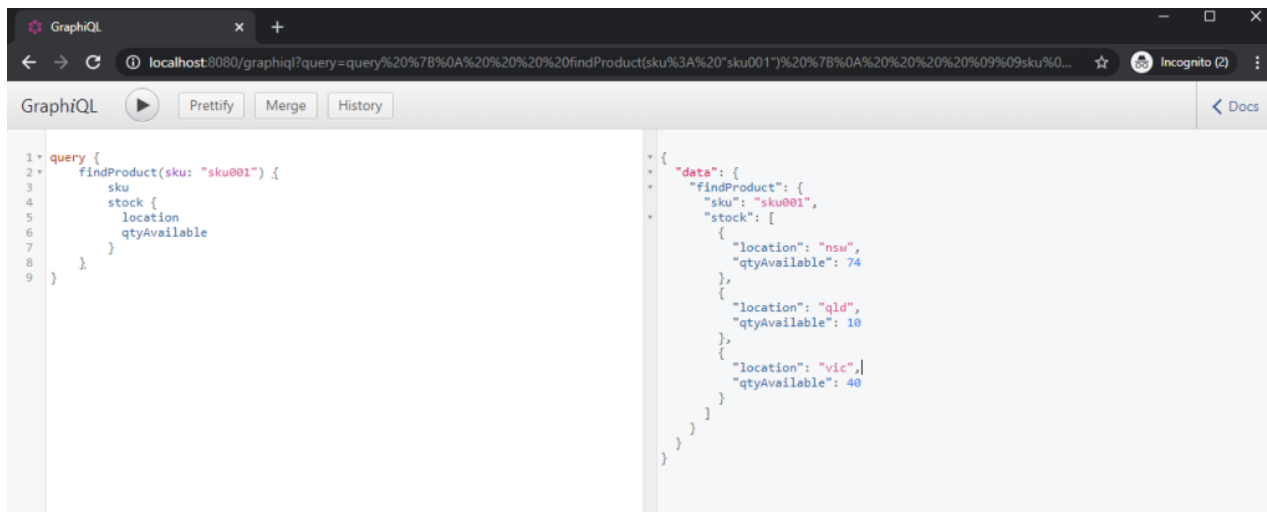 GraphiQL
localhost:8080/graphiql?query=query%20%7B%0A%20%20%20%20findProduct(sku%3A%20"sku001")%20%7B%0A%20%20%20%20%09%09sku%0... Incognito (2)
GraphiQL Prettify Merge History Docs
1 query {
2 findProduct(sku: "sku001") {
3 sku
4 stock {
5 location
6 qtyAvailable
7 }
8 }
9 }
{
"data": {
"findProduct": {
"sku": "sku001",
"stock": [
{
"location": "nsw",
"qtyAvailable": 74
},
{
"location": "qld",
"qtyAvailable": 10
},
{
"location": "vic",
"qtyAvailable": 40
}
]
}
}
}